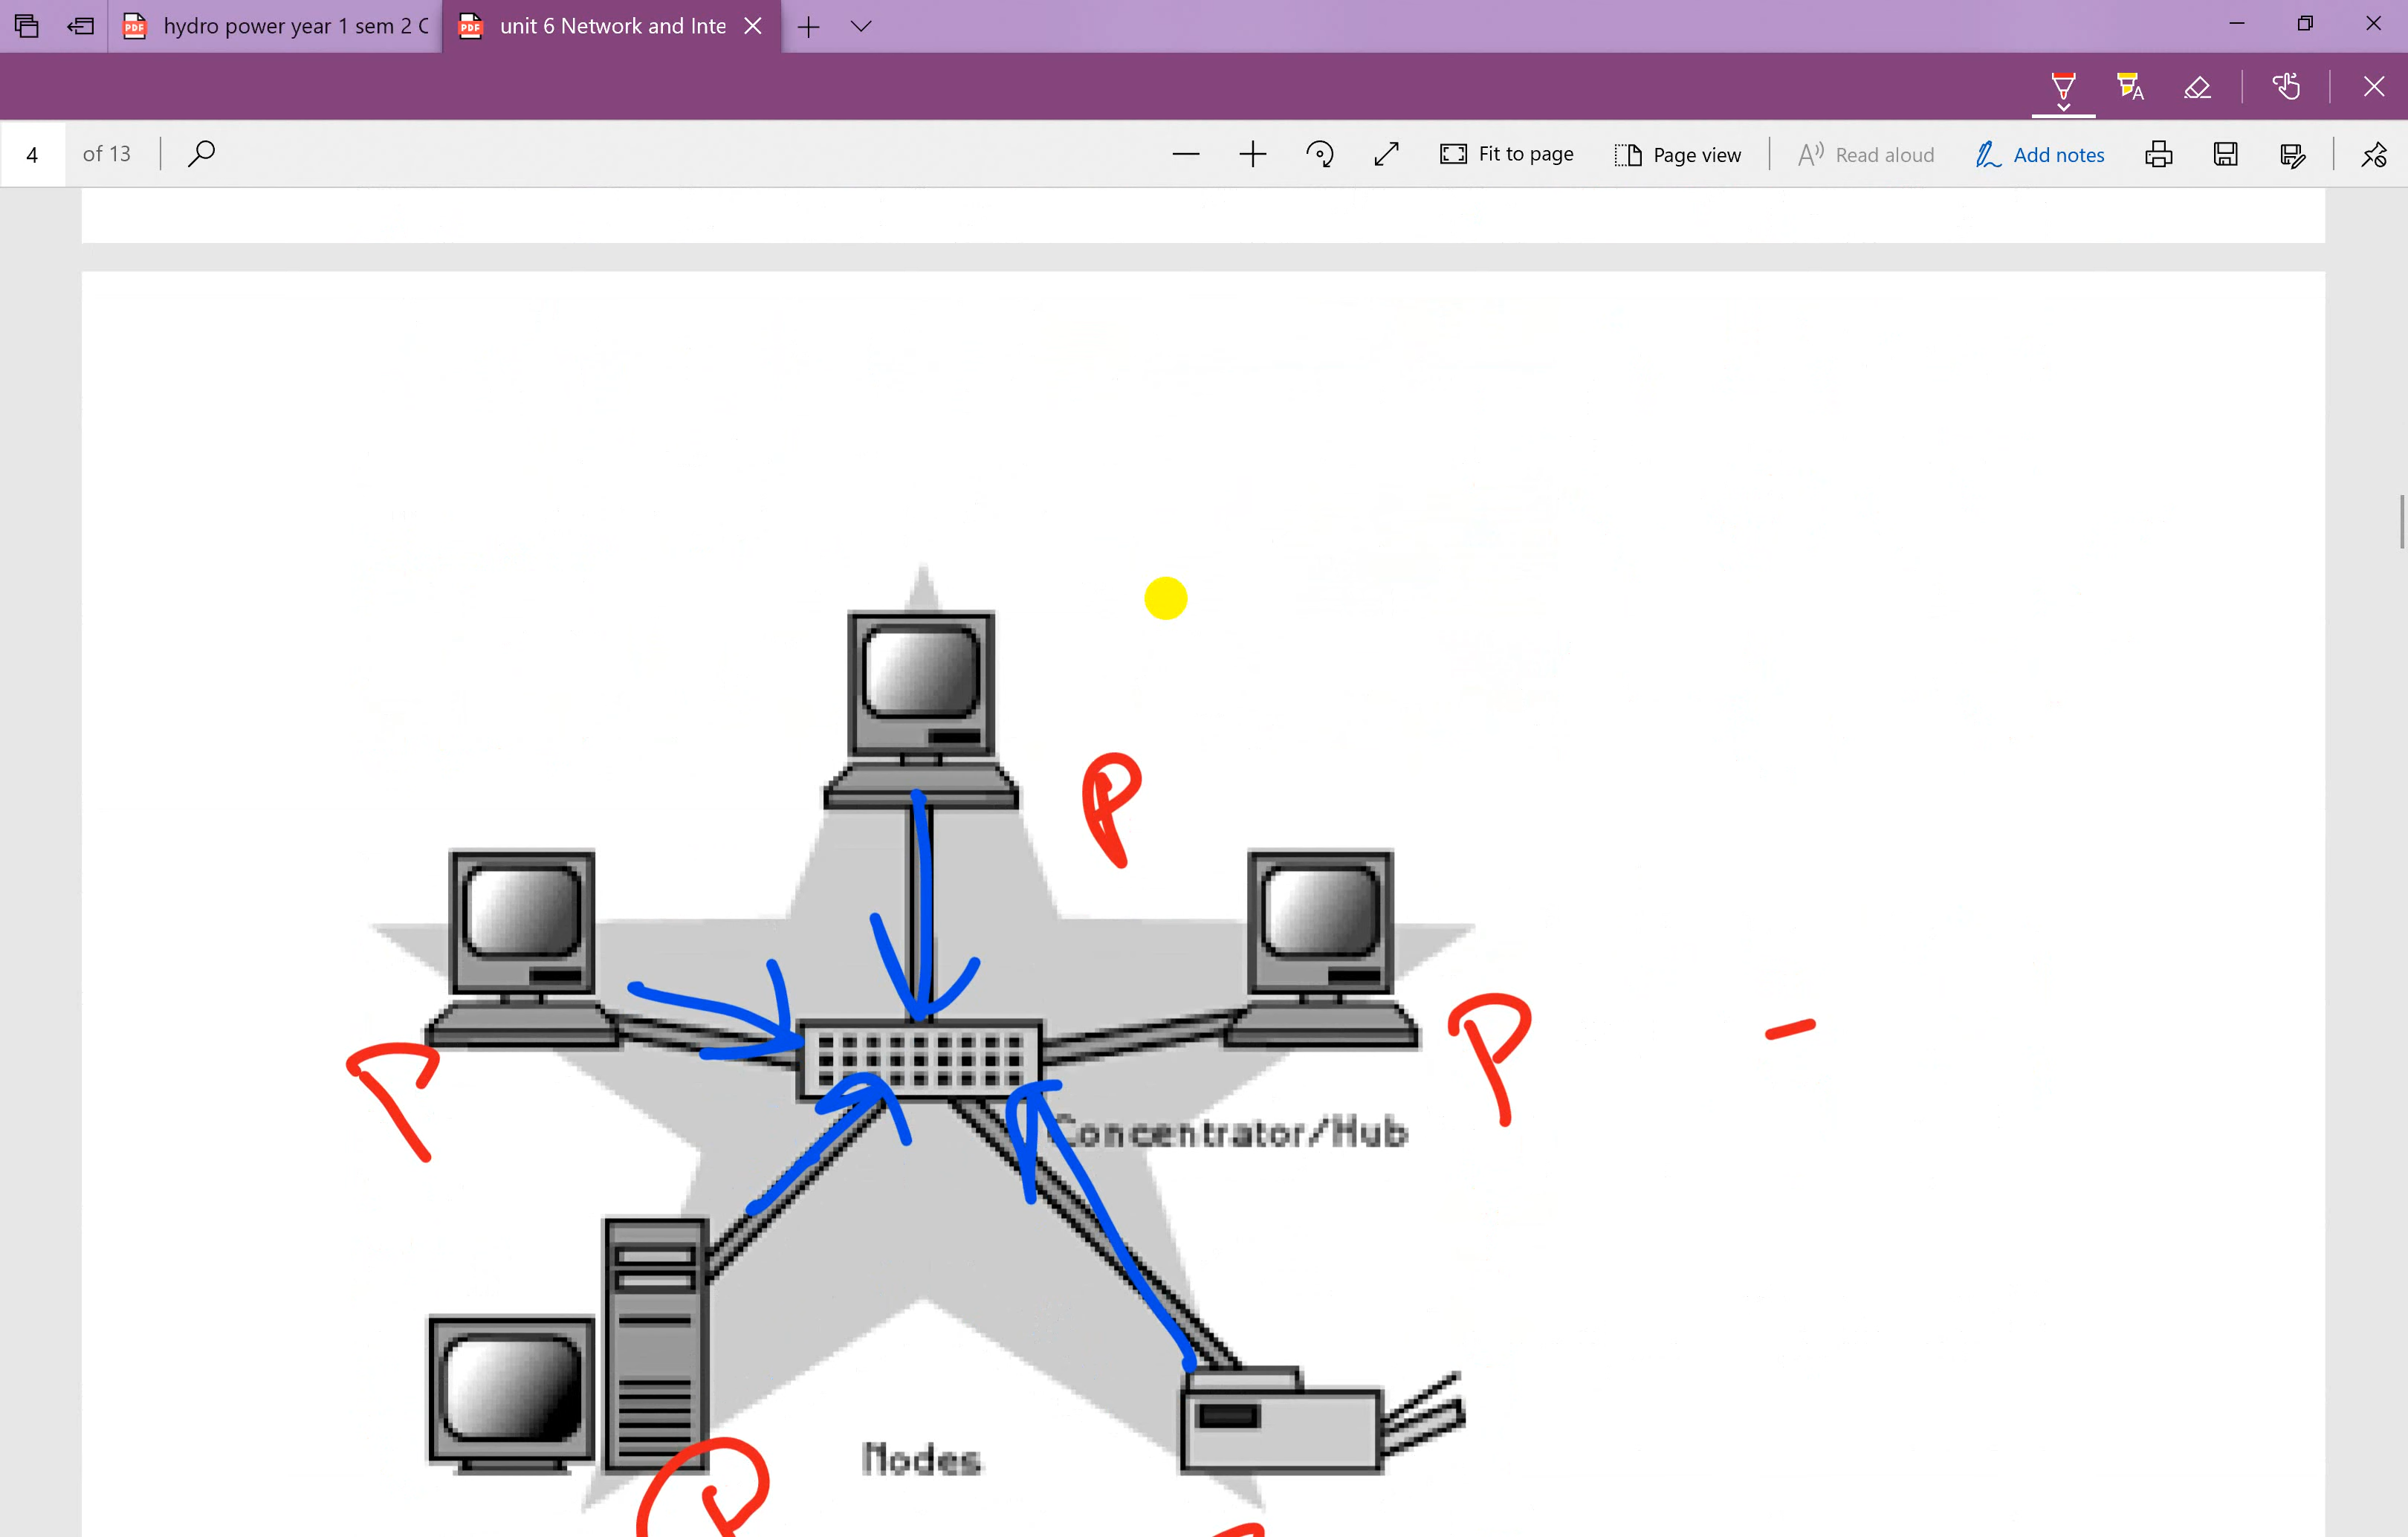 hydro power year 1 sem 2 C
unit 6 Network and Inte
4 of 13
Fit to page
Page view
Read aloud
Add notes
P
P
P
P
Concentrator/Hub
Nodes